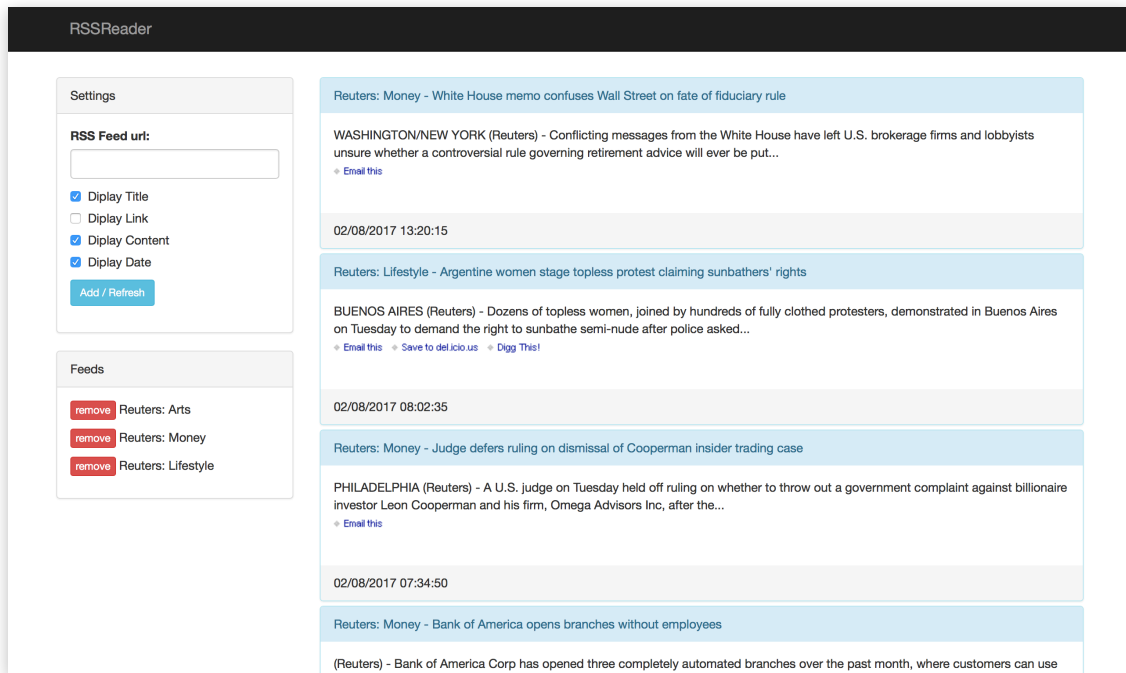 RSSReader
Settings
RSS Feed url:
Diplay Title
Diplay Link
Diplay Content
Diplay Date
Add / Refresh
Feeds
remove Reuters: Arts
remove Reuters: Money
remove Reuters: Lifestyle
Reuters: Money - White House memo confuses Wall Street on fate of fiduciary rule
WASHINGTON/NEW YORK (Reuters) - Conflicting messages from the White House have left U.S. brokerage firms and lobbyists
unsure whether a controversial rule governing retirement advice will ever be put...
Email this
02/08/2017 13:20:15
Reuters: Lifestyle - Argentine women stage topless protest claiming sunbathers' rights
BUENOS AIRES (Reuters) - Dozens of topless women, joined by hundreds of fully clothed protesters, demonstrated in Buenos Aires
on Tuesday to demand the right to sunbathe semi-nude after police asked...
Email this Save to del.icio.us Digg This!
02/08/2017 08:02:35
Reuters: Money - Judge defers ruling on dismissal of Cooperman insider trading case
PHILADELPHIA (Reuters) - A U.S. judge on Tuesday held off ruling on whether to throw out a government complaint against billionaire
investor Leon Cooperman and his firm, Omega Advisors Inc, after the...
Email this
02/08/2017 07:34:50
Reuters: Money - Bank of America opens branches without employees
(Reuters) - Bank of America Corp has opened three completely automated branches over the past month, where customers can use